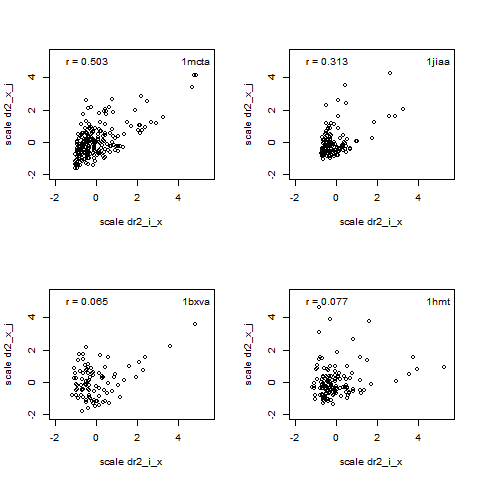 r = 0.503 1mcta
scale dr2_x_j
-2 0 2 4
-2 0 2 4
scale dr2_i_x
r = 0.313 1jiaa
scale dr2_x_j
-2 0 2 4
-2 0 2 4
scale dr2_i_x
r = 0.065 1bxva
scale dr2_x_j
-2 0 2 4
-2 0 2 4
scale dr2_i_x
r = 0.077 1hmt
scale dr2_x_j
-2 0 2 4
-2 0 2 4
scale dr2_i_x